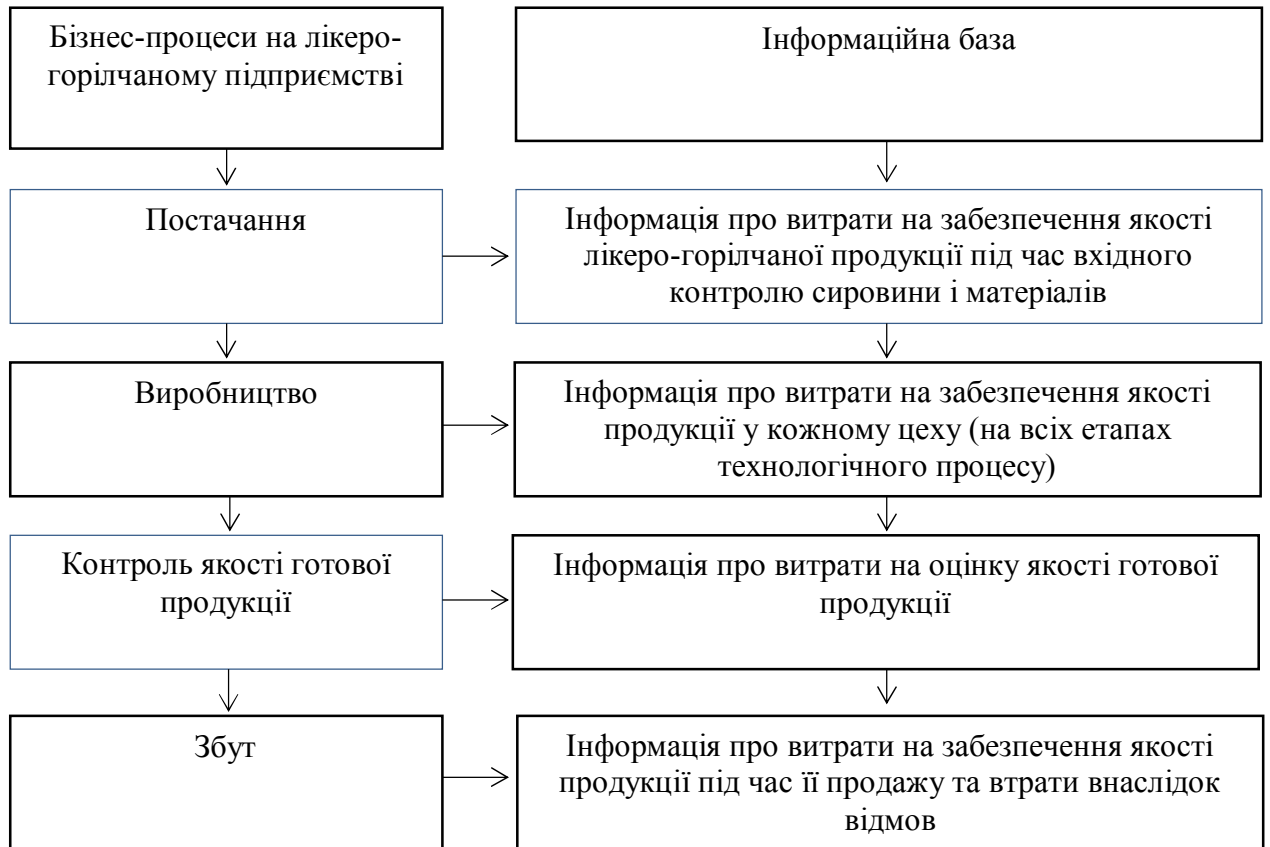 Бізнес-процеси на лікеро-
горілчаному підприємстві
Інформаційна база
Постачання
Інформація про витрати на забезпечення якості
лікеро-горілчаної продукції під час вхідного
контролю сировини і матеріалів
Виробництво
Інформація про витрати на забезпечення якості
продукції у кожному цеху (на всіх етапах
технологічного процесу)
Контроль якості готової
продукції
Інформація про витрати на оцінку якості готової
продукції
Збут
Інформація про витрати на забезпечення якості
продукції під час її продажу та втрати внаслідок
відмов